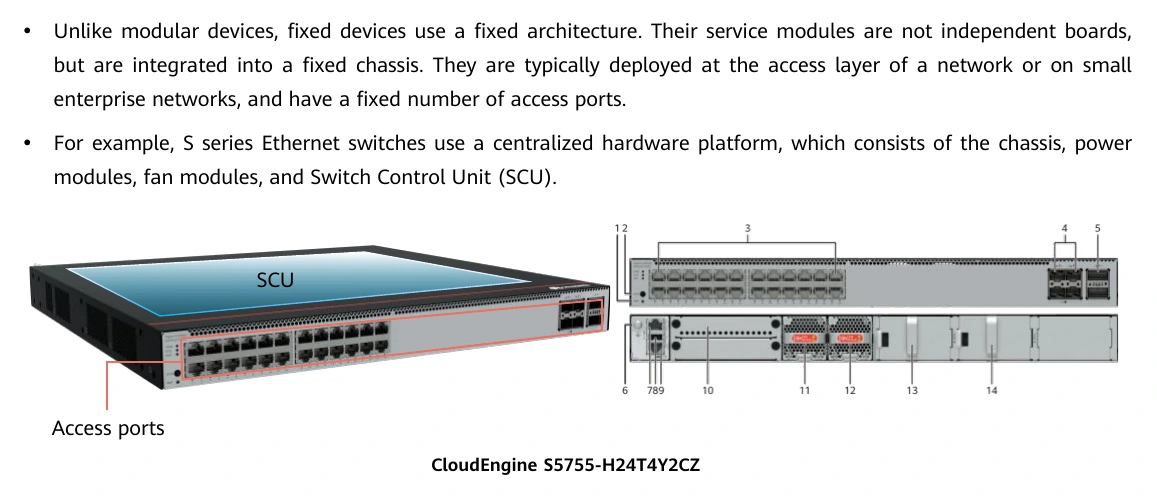 • Unlike modular devices, fixed devices use a fixed architecture. Their service modules are not independent boards,
but are integrated into a fixed chassis. They are typically deployed at the access layer of a network or on small
enterprise networks, and have a fixed number of access ports.
• For example, S series Ethernet switches use a centralized hardware platform, which consists of the chassis, power
modules, fan modules, and Switch Control Unit (SCU).
SCU
Access ports
1 2 3 4 5
6 7 8 9 10 11 12 13 14
CloudEngine S5755-H24T4Y2CZ